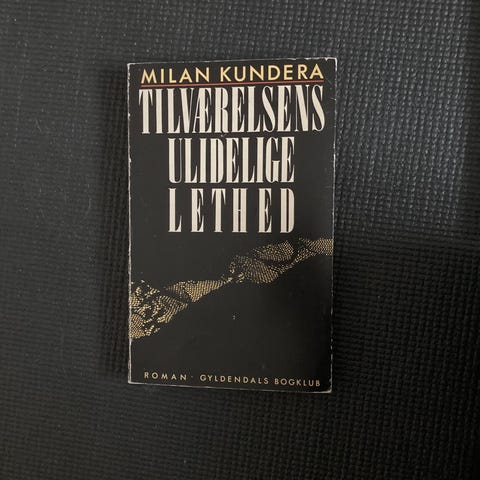 MILAN KUNDERA
TILVÆRELSENS
ULIDELIGE
LETHED
ROMAN · GYLDENDALS BOGKLUB